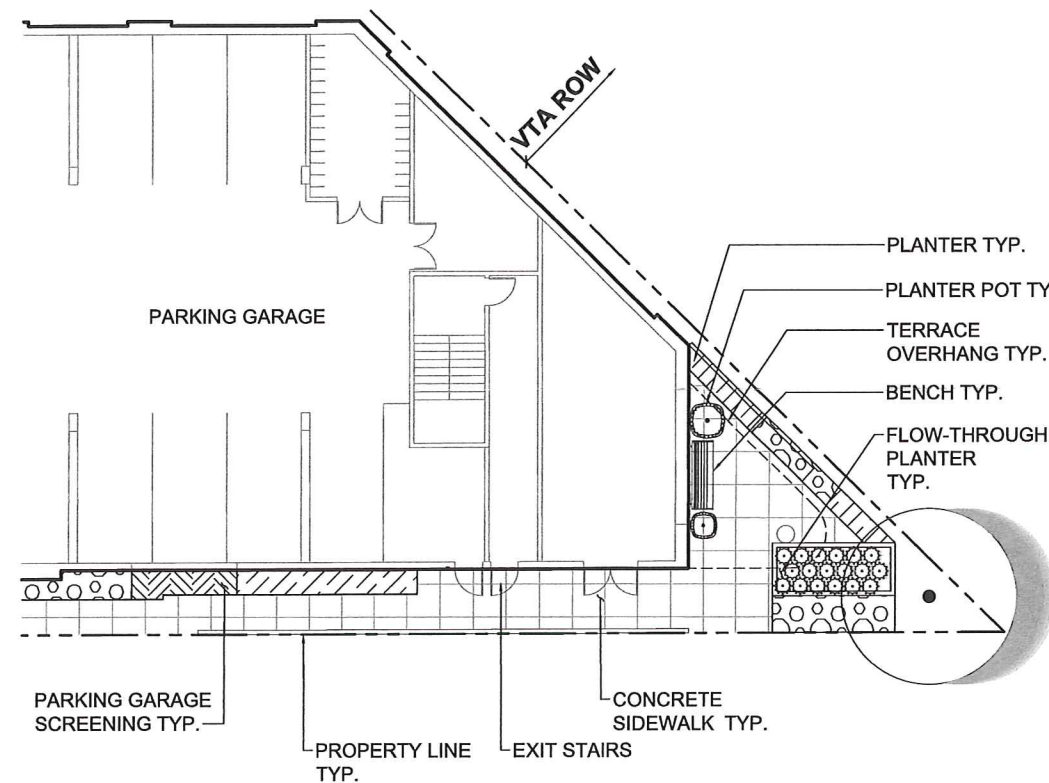 VTA ROW
PLANTER TYP.
PLANTER POT TY
PARKING GARAGE
TERRACE
OVERHANG TYP.
BENCH TYP.
FLOW-THROUGH
PLANTER
TYP.
PARKING GARAGE
SCREENING TYP.
CONCRETE
SIDEWALK TYP.
PROPERTY LINE
TYP.
EXIT STAIRS